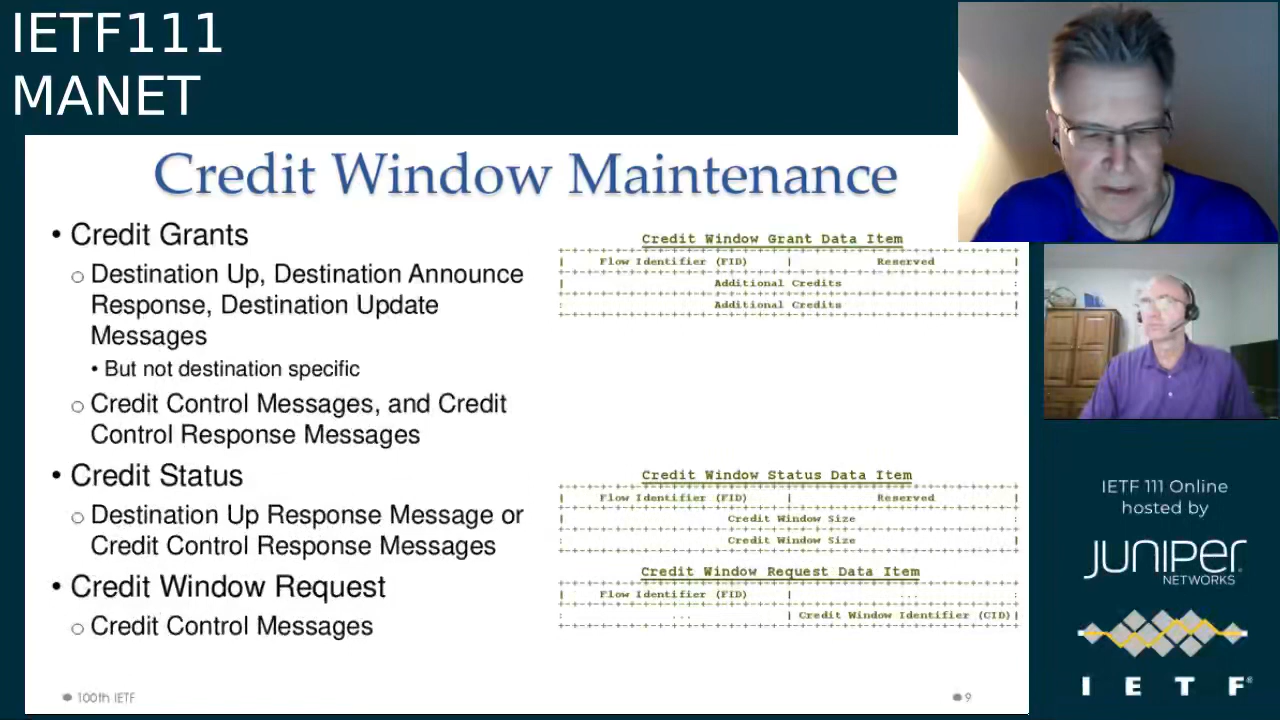 IETF111
MANET
Credit Window Maintenance
• Credit Grants
o Destination Up, Destination Announce
Response, Destination Update
Messages
• But not destination specific
o Credit Control Messages, and Credit
Control Response Messages
• Credit Status
o Destination Up Response Message or
Credit Control Response Messages
• Credit Window Request
o Credit Control Messages
Credit Window Grant Data Item
| Flow Identifier (FID) | Reserved |
| Additional Credits :
: Additional Credits |
Credit Window Status Data Item
| Flow Identifier (FID) | Reserved |
| Credit Window Size :
: Credit Window Size |
Credit Window Request Data Item
| Flow Identifier (FID) | ... :
: ... | Credit Window Identifier (CID)|
100th IETF
9
IETF 111 Online
hosted by
JUNIPER
NETWORKS
I E T F